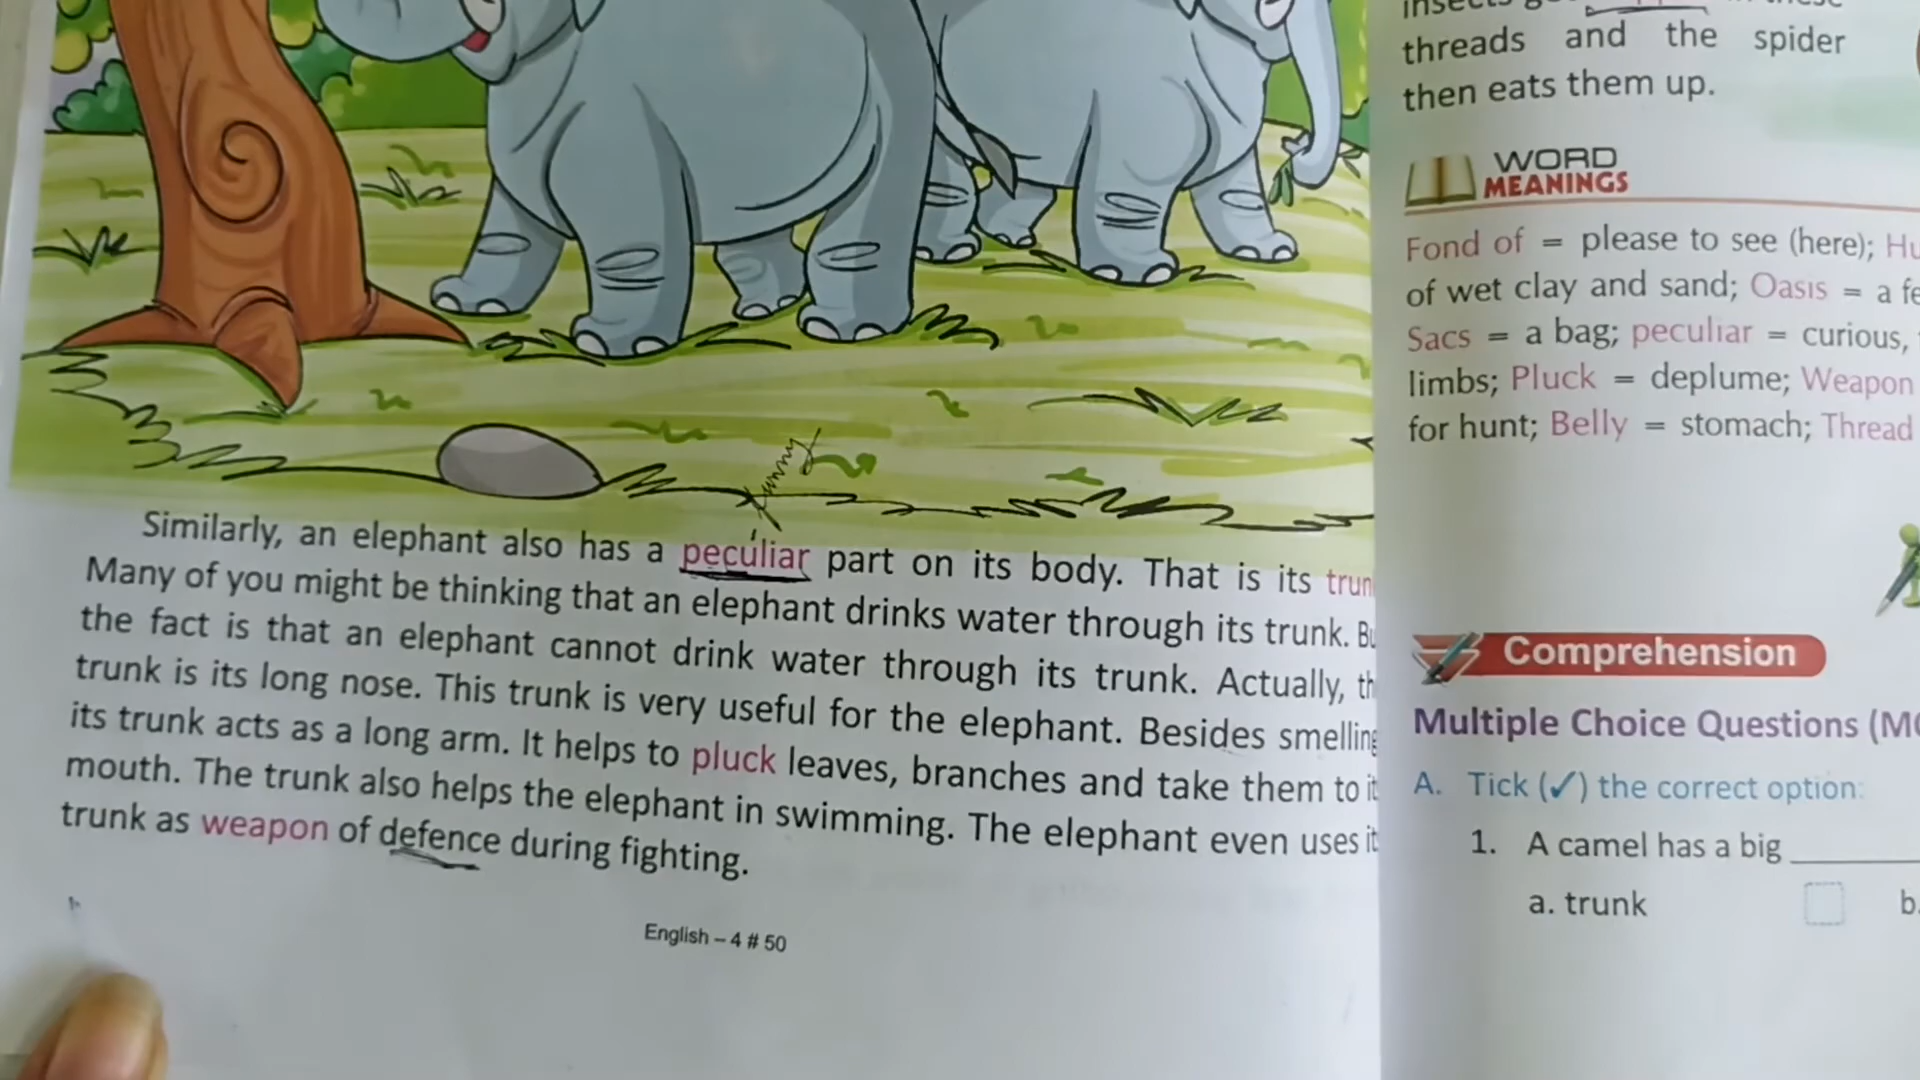 funny
Similarly, an elephant also has a peculiar part on its body. That is its
Many of you might be thinking that an elephant drinks water through its trunk.
the fact is that an elephant cannot drink water through its trunk. Actually,
trunk is its long nose. This trunk is very useful for the elephant. Besides smelling
its trunk acts as a long arm. It helps to pluck leaves, branches and take them to
mouth. The trunk also helps the elephant in swimming. The elephant even uses
trunk as weapon of defence during fighting.
English – 4 # 50
threads and the spider
then eats them up.
WORD
MEANINGS
Fond of = please to see (here);
of wet clay and sand; Oasis = a
Sacs = a bag; peculiar = curious,
limbs; Pluck = deplume; Weapon
for hunt; Belly = stomach; Thread
Comprehension
Multiple Choice Questions
A. Tick (✓) the correct option:
1. A camel has a big ______
a. trunk
b.